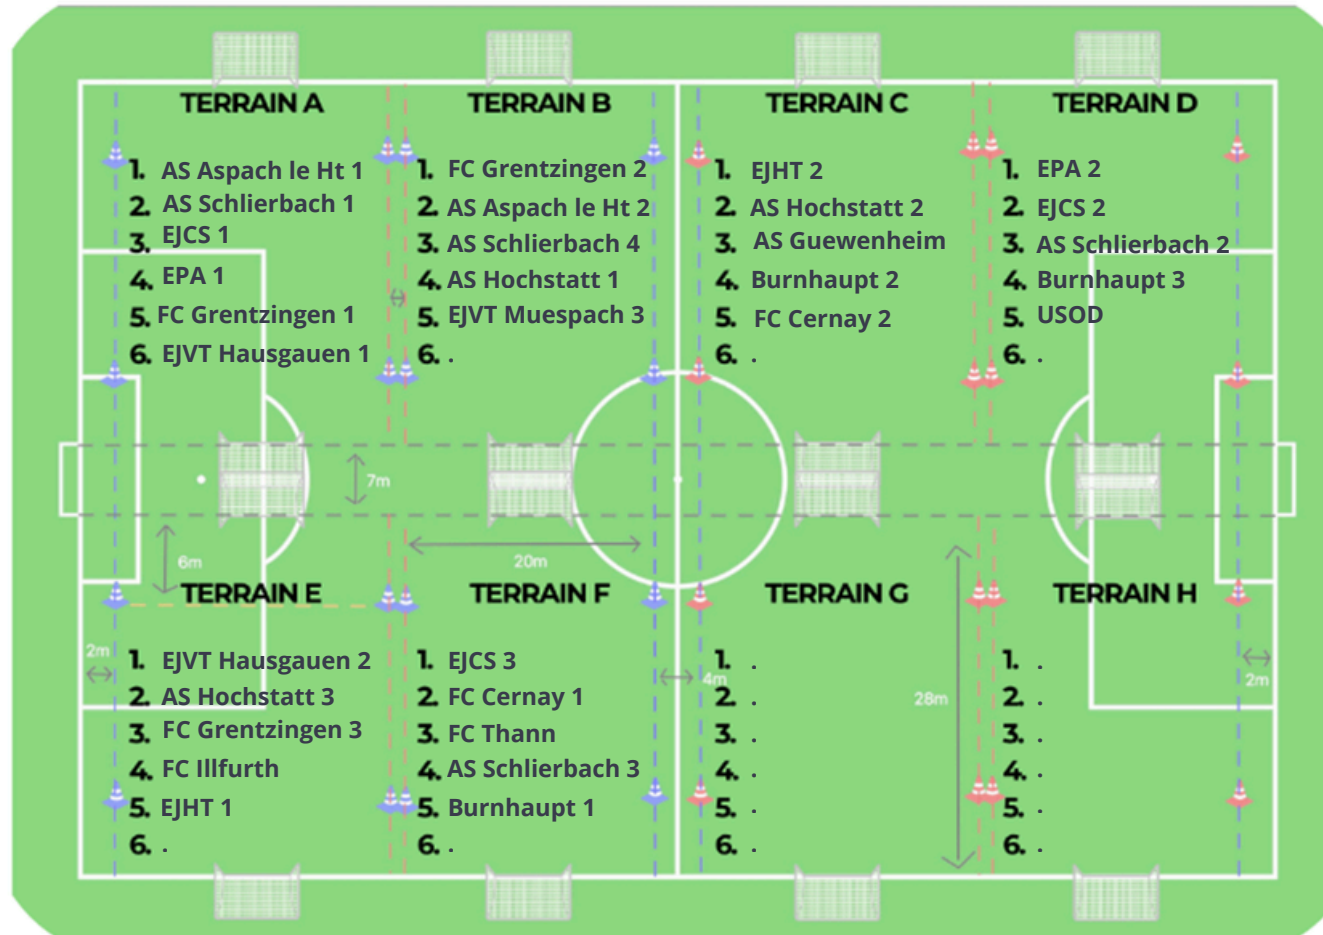 TERRAIN A
1. AS Aspach le Ht 1
2. AS Schlierbach 1
3. EJCS 1
4. EPA 1
5. FC Grentzingen 1
6. EJVT Hausgauen 1
TERRAIN B
1. FC Grentzingen 2
2. AS Aspach le Ht 2
3. AS Schlierbach 4
4. AS Hochstatt 1
5. EJVT Muespach 3
6. .
TERRAIN C
1. EJHT 2
2. AS Hochstatt 2
3. AS Guewenheim
4. Burnhaupt 2
5. FC Cernay 2
6. .
TERRAIN D
1. EPA 2
2. EJCS 2
3. AS Schlierbach 2
4. Burnhaupt 3
5. USOD
6. .
7m
6m
20m
TERRAIN E
2m
1. EJVT Hausgauen 2
2. AS Hochstatt 3
3. FC Grentzingen 3
4. FC Illfurth
5. EJHT 1
6. .
TERRAIN F
1. EJCS 3
2. FC Cernay 1
3. FC Thann
4. AS Schlierbach 3
5. Burnhaupt 1
6. .
4m
TERRAIN G
1. .
2. .
3. .
4. .
5. .
6. .
28m
TERRAIN H
1. .
2. .
3. .
4. .
5. .
6. .
2m